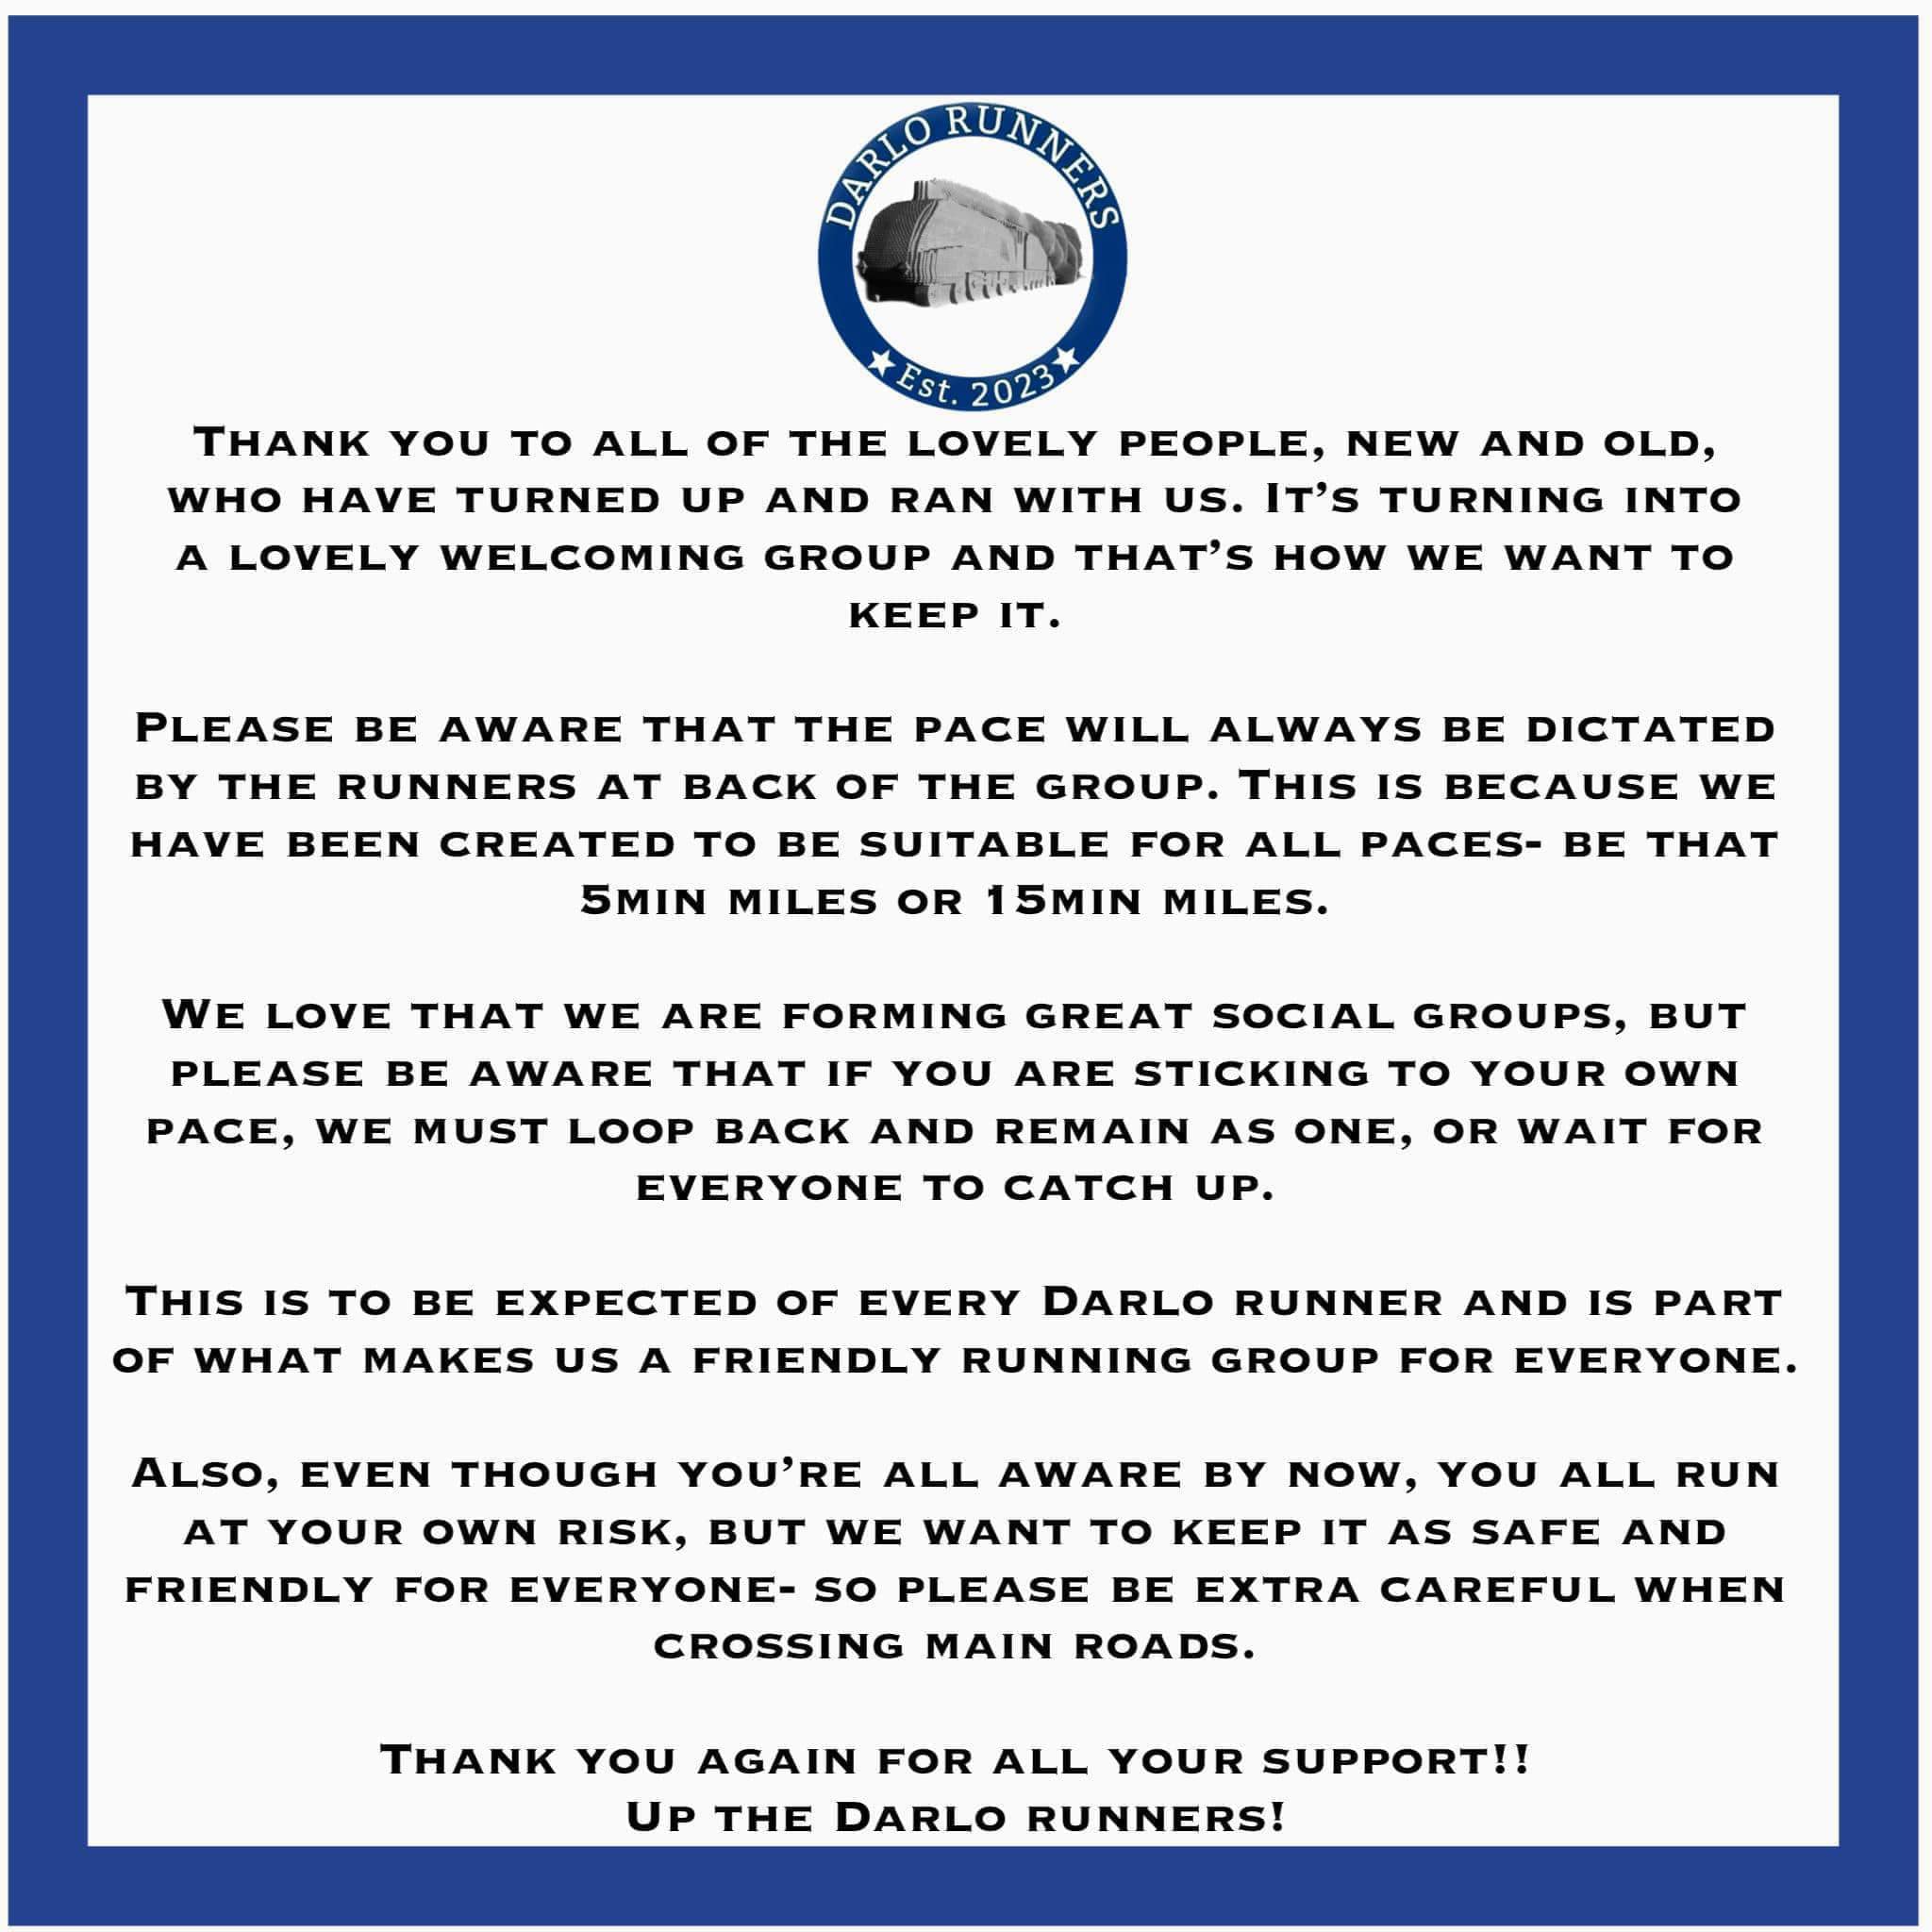 DARLO RUNNERS
Est. 2023
Thank you to all of the lovely people, new and old,
who have turned up and ran with us. It’s turning into
a lovely welcoming group and that’s how we want to
keep it.
Please be aware that the pace will always be dictated
by the runners at back of the group. This is because we
have been created to be suitable for all paces- be that
5min miles or 15min miles.
We love that we are forming great social groups, but
please be aware that if you are sticking to your own
pace, we must loop back and remain as one, or wait for
everyone to catch up.
This is to be expected of every Darlo runner and is part
of what makes us a friendly running group for everyone.
Also, even though you’re all aware by now, you all run
at your own risk, but we want to keep it as safe and
friendly for everyone- so please be extra careful when
crossing main roads.
Thank you again for all your support!!
Up the Darlo runners!